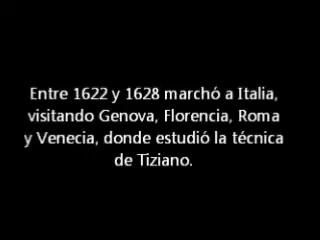 Entre 1622 y 1628 marchó a Italia,
visitando Genova, Florencia, Roma
y Venecia, donde estudió la técnica
de Tiziano.